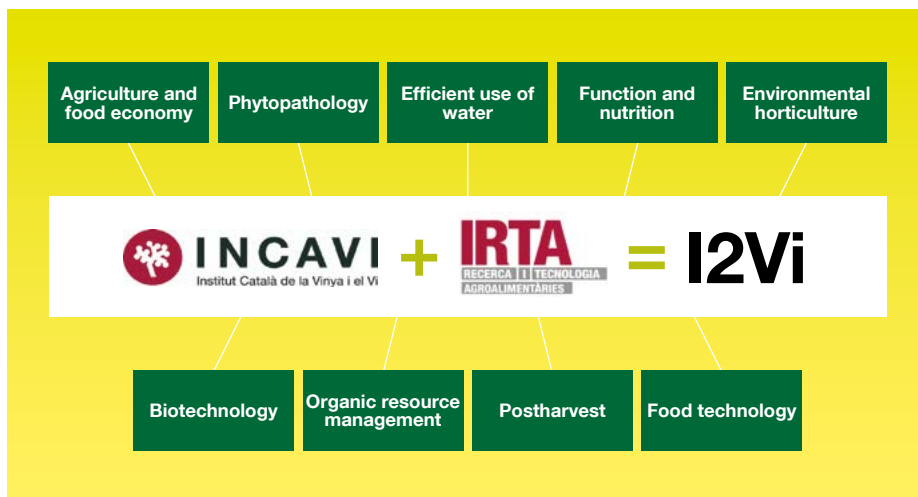 Agriculture and
food economy
Phytopathology
Efficient use of
water
Function and
nutrition
Environmental
horticulture
INCAVI
Institut Català de la Vinya i el Vi
+
IRTA
RECERCA I TECNOLOGIA
AGROALIMENTÀRIES
=
I2Vi
Biotechnology
Organic resource
management
Postharvest
Food technology